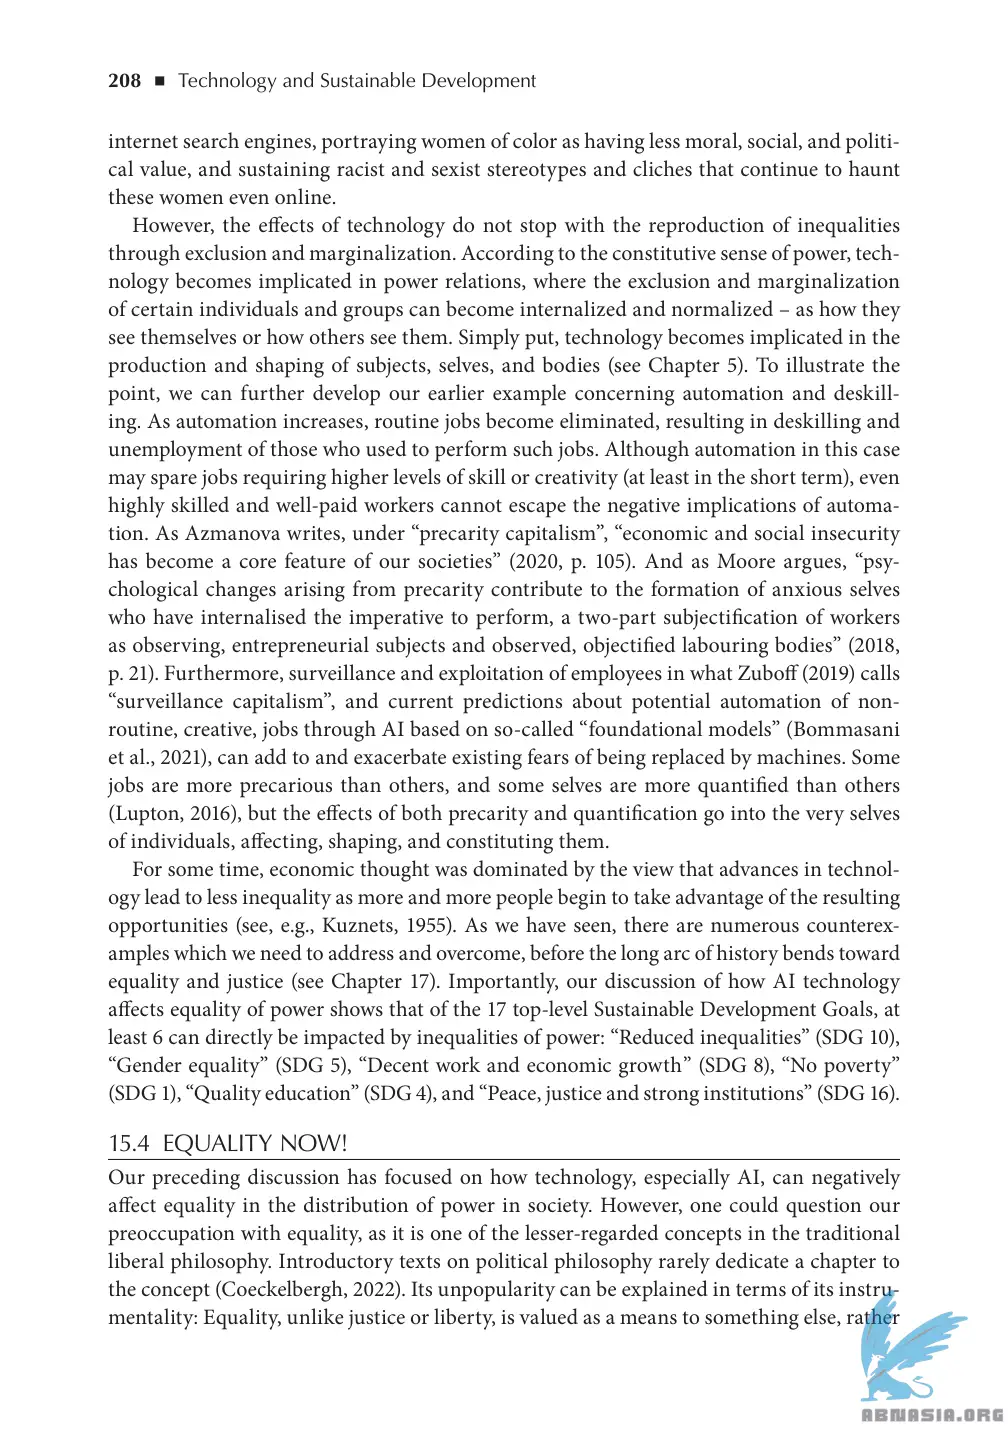 208 ■ Technology and Sustainable Development
internet search engines, portraying women of color as having less moral, social, and politi-
cal value, and sustaining racist and sexist stereotypes and cliches that continue to haunt
these women even online.
However, the effects of technology do not stop with the reproduction of inequalities
through exclusion and marginalization. According to the constitutive sense of power, tech-
nology becomes implicated in power relations, where the exclusion and marginalization
of certain individuals and groups can become internalized and normalized – as how they
see themselves or how others see them. Simply put, technology becomes implicated in the
production and shaping of subjects, selves, and bodies (see Chapter 5). To illustrate the
point, we can further develop our earlier example concerning automation and deskill-
ing. As automation increases, routine jobs become eliminated, resulting in deskilling and
unemployment of those who used to perform such jobs. Although automation in this case
may spare jobs requiring higher levels of skill or creativity (at least in the short term), even
highly skilled and well-paid workers cannot escape the negative implications of automa-
tion. As Azmanova writes, under “precarity capitalism”, “economic and social insecurity
has become a core feature of our societies” (2020, p. 105). And as Moore argues, “psy-
chological changes arising from precarity contribute to the formation of anxious selves
who have internalised the imperative to perform, a two-part subjectification of workers
as observing, entrepreneurial subjects and observed, objectified labouring bodies” (2018,
p. 21). Furthermore, surveillance and exploitation of employees in what Zuboff (2019) calls
“surveillance capitalism”, and current predictions about potential automation of non-
routine, creative, jobs through AI based on so-called “foundational models” (Bommasani
et al., 2021), can add to and exacerbate existing fears of being replaced by machines. Some
jobs are more precarious than others, and some selves are more quantified than others
(Lupton, 2016), but the effects of both precarity and quantification go into the very selves
of individuals, affecting, shaping, and constituting them.
For some time, economic thought was dominated by the view that advances in technol-
ogy lead to less inequality as more and more people begin to take advantage of the resulting
opportunities (see, e.g., Kuznets, 1955). As we have seen, there are numerous counterex-
amples which we need to address and overcome, before the long arc of history bends toward
equality and justice (see Chapter 17). Importantly, our discussion of how AI technology
affects equality of power shows that of the 17 top-level Sustainable Development Goals, at
least 6 can directly be impacted by inequalities of power: “Reduced inequalities” (SDG 10),
“Gender equality” (SDG 5), “Decent work and economic growth” (SDG 8), “No poverty”
(SDG 1), “Quality education” (SDG 4), and “Peace, justice and strong institutions” (SDG 16).
15.4 EQUALITY NOW!
Our preceding discussion has focused on how technology, especially AI, can negatively
affect equality in the distribution of power in society. However, one could question our
preoccupation with equality, as it is one of the lesser-regarded concepts in the traditional
liberal philosophy. Introductory texts on political philosophy rarely dedicate a chapter to
the concept (Coeckelbergh, 2022). Its unpopularity can be explained in terms of its instru-
mentality: Equality, unlike justice or liberty, is valued as a means to something else, rather
ABNASIA.ORG